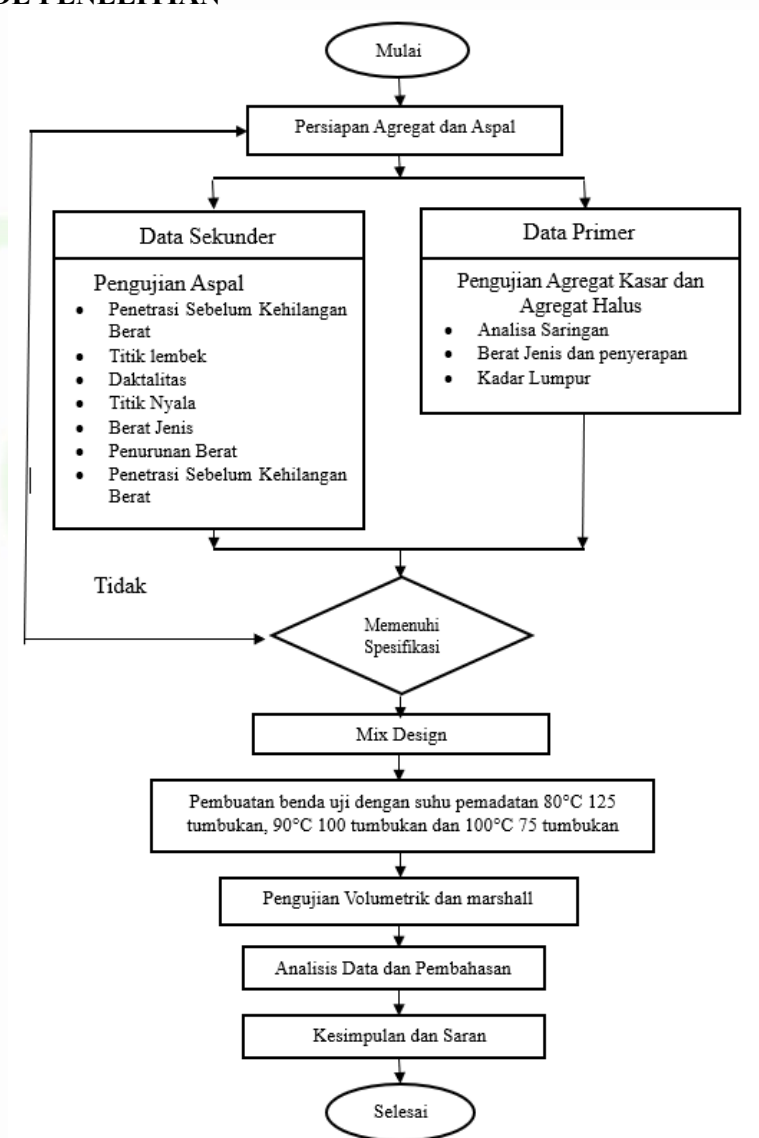 Mulai
Persiapan Agregat dan Aspal
Data Sekunder
Pengujian Aspal
• Penetrasi Sebelum Kehilangan
Berat
• Titik lembek
• Daktalitas
• Titik Nyala
• Berat Jenis
• Penurunan Berat
• Penetrasi Sebelum Kehilangan
Berat
Data Primer
Pengujian Agregat Kasar dan
Agregat Halus
• Analisa Saringan
• Berat Jenis dan penyerapan
• Kadar Lumpur
Tidak
Memenuhi
Spesifikasi
Mix Design
Pembuatan benda uji dengan suhu pemadatan 80°C 125
tumbukan, 90°C 100 tumbukan dan 100°C 75 tumbukan
Pengujian Volumetrik dan marshall
Analisis Data dan Pembahasan
Kesimpulan dan Saran
Selesai